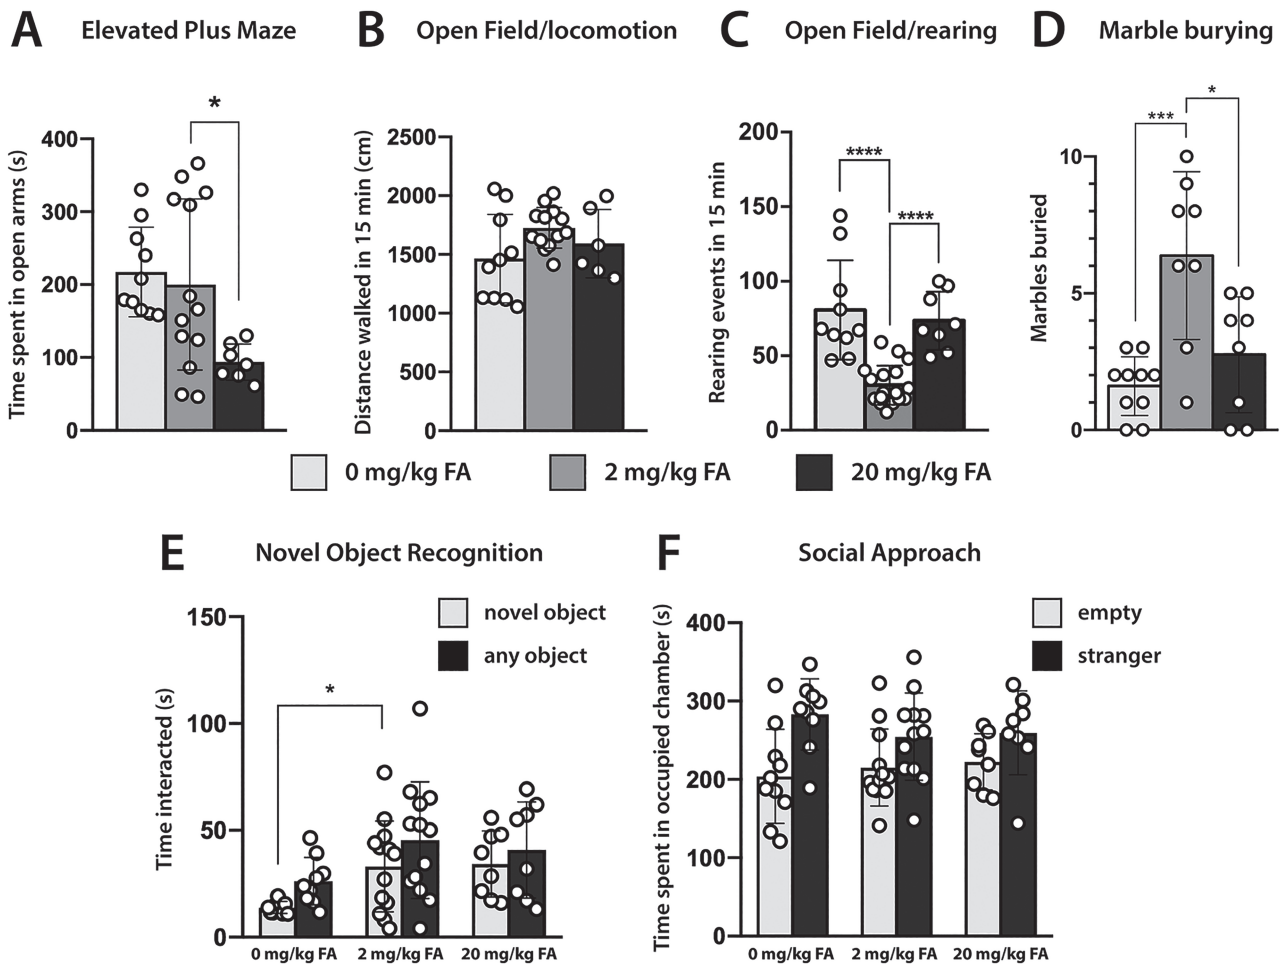 A Elevated Plus Maze
B Open Field/locomotion
C Open Field/rearing
D Marble burying
Time spent in open arms (s)
400
300
200
100
0
*
Distance walked in 15 min (cm)
2500
2000
1500
1000
500
0
Rearing events in 15 min
200
150
100
50
0
****
****
Marbles buried
10
5
0
***
*
0 mg/kg FA
2 mg/kg FA
20 mg/kg FA
E Novel Object Recognition
novel object
any object
Time interacted (s)
150
100
50
0
*
0 mg/kg FA
2 mg/kg FA
20 mg/kg FA
F Social Approach
empty
stranger
Time spent in occupied chamber (s)
400
300
200
100
0
0 mg/kg FA
2 mg/kg FA
20 mg/kg FA